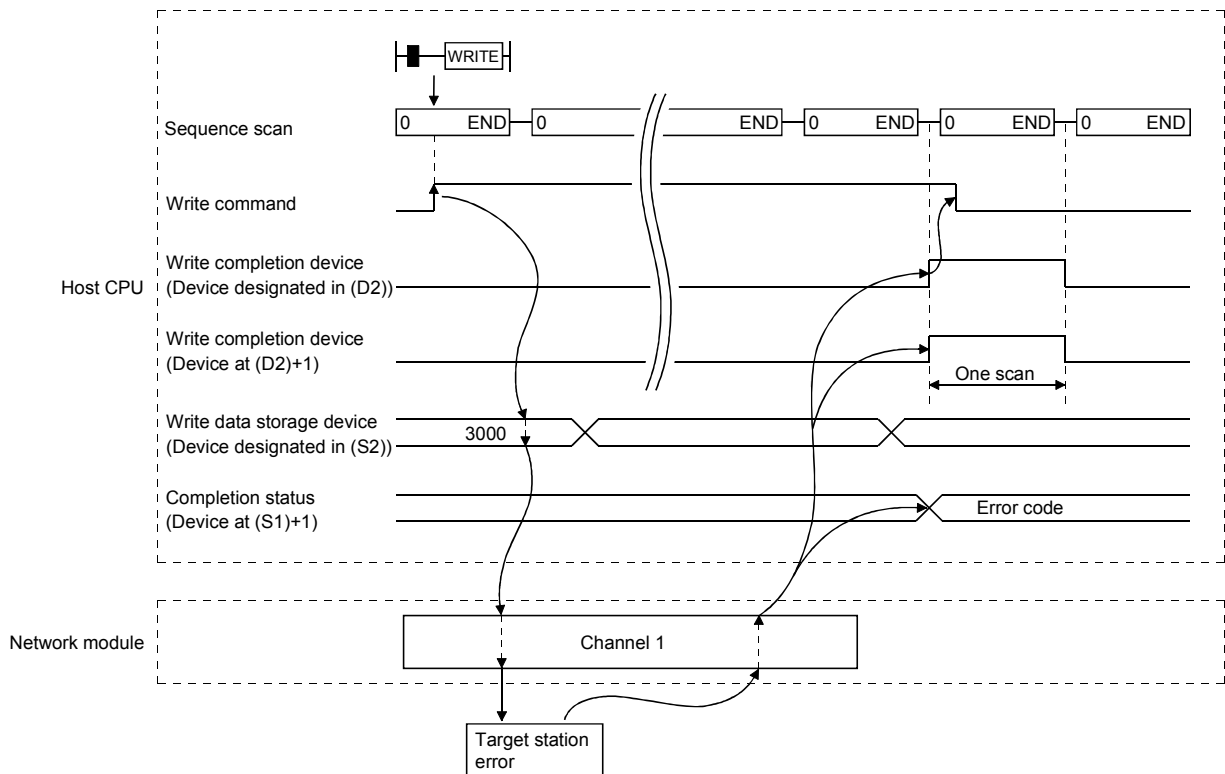 WRITE
Sequence scan
0 END 0 END 0 END 0 END 0 END
Write command
Write completion device
(Device designated in (D2))
Host CPU
Write completion device
(Device at (D2)+1)
One scan
Write data storage device
(Device designated in (S2))
3000
Completion status
(Device at (S1)+1)
Error code
Network module
Channel 1
Target station
error